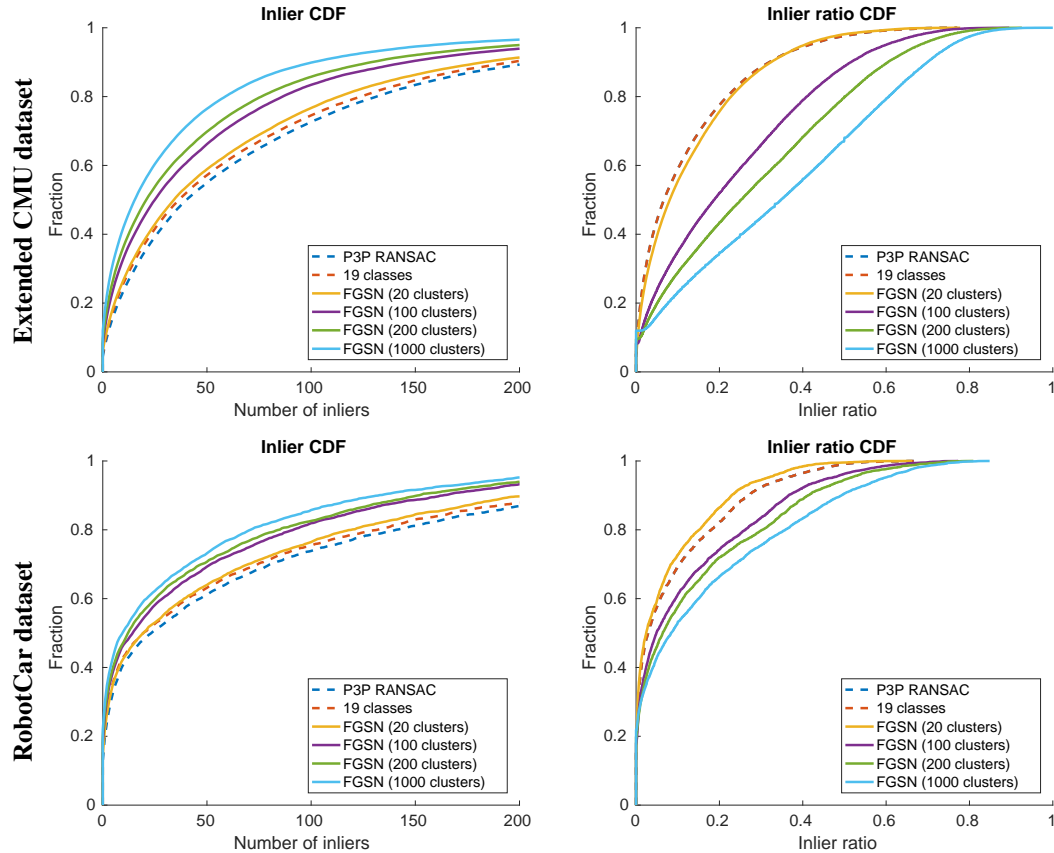 Extended CMU dataset
Inlier CDF
Fraction
1
0.8
0.6
0.4
0.2
0
P3P RANSAC
19 classes
FGSN (20 clusters)
FGSN (100 clusters)
FGSN (200 clusters)
FGSN (1000 clusters)
0 50 100 150 200
Number of inliers
Inlier ratio CDF
Fraction
1
0.8
0.6
0.4
0.2
0
P3P RANSAC
19 classes
FGSN (20 clusters)
FGSN (100 clusters)
FGSN (200 clusters)
FGSN (1000 clusters)
0 0.2 0.4 0.6 0.8 1
Inlier ratio
RobotCar dataset
Inlier CDF
Fraction
1
0.8
0.6
0.4
0.2
0
P3P RANSAC
19 classes
FGSN (20 clusters)
FGSN (100 clusters)
FGSN (200 clusters)
FGSN (1000 clusters)
0 50 100 150 200
Number of inliers
Inlier ratio CDF
Fraction
1
0.8
0.6
0.4
0.2
0
P3P RANSAC
19 classes
FGSN (20 clusters)
FGSN (100 clusters)
FGSN (200 clusters)
FGSN (1000 clusters)
0 0.2 0.4 0.6 0.8 1
Inlier ratio